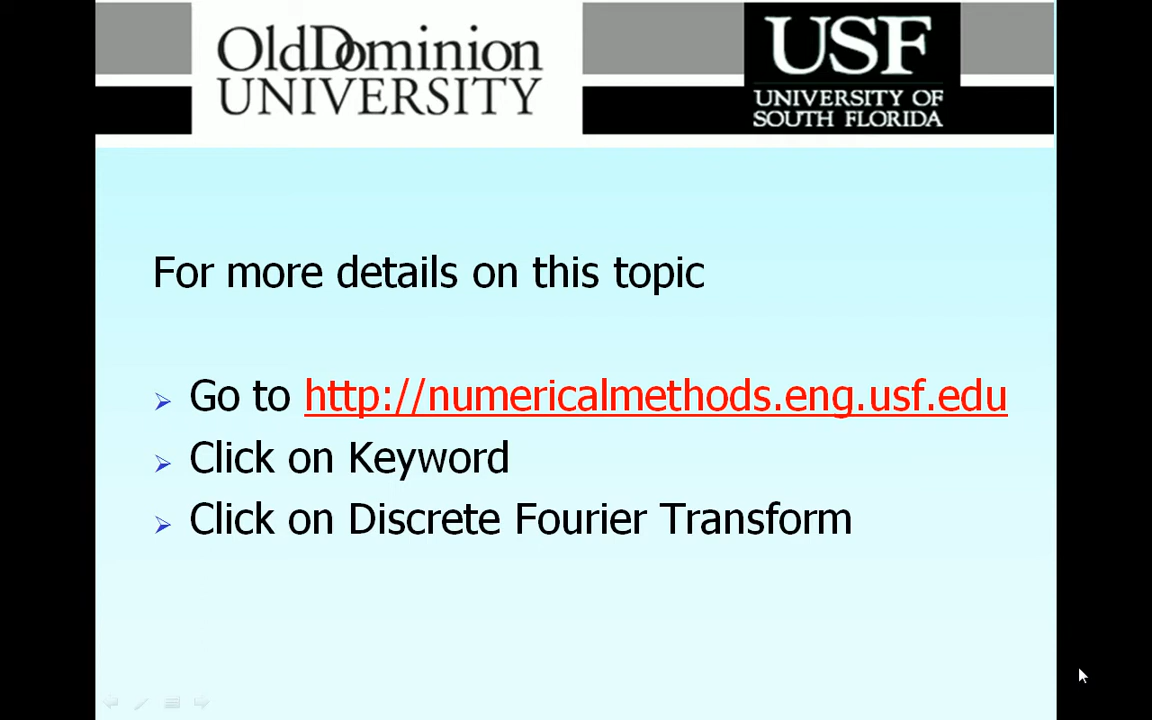 OldDominion
UNIVERSITY
USF
UNIVERSITY OF
SOUTH FLORIDA
For more details on this topic
Go to http://numericalmethods.eng.usf.edu
Click on Keyword
Click on Discrete Fourier Transform